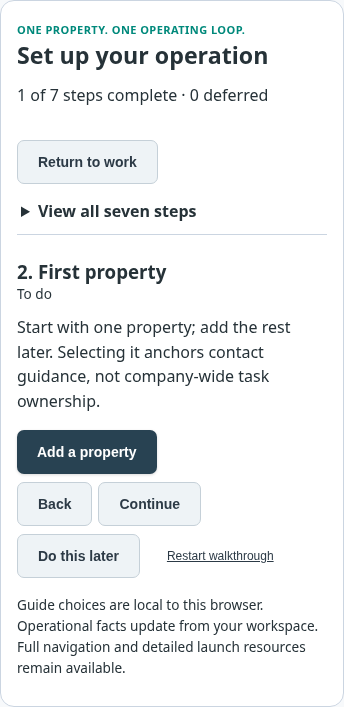 ONE PROPERTY. ONE OPERATING LOOP.
Set up your operation
1 of 7 steps complete · 0 deferred
Return to work
View all seven steps
2. First property
To do
Start with one property; add the rest
later. Selecting it anchors contact
guidance, not company-wide task
ownership.
Add a property
Back Continue
Do this later Restart walkthrough
Guide choices are local to this browser.
Operational facts update from your workspace.
Full navigation and detailed launch resources
remain available.